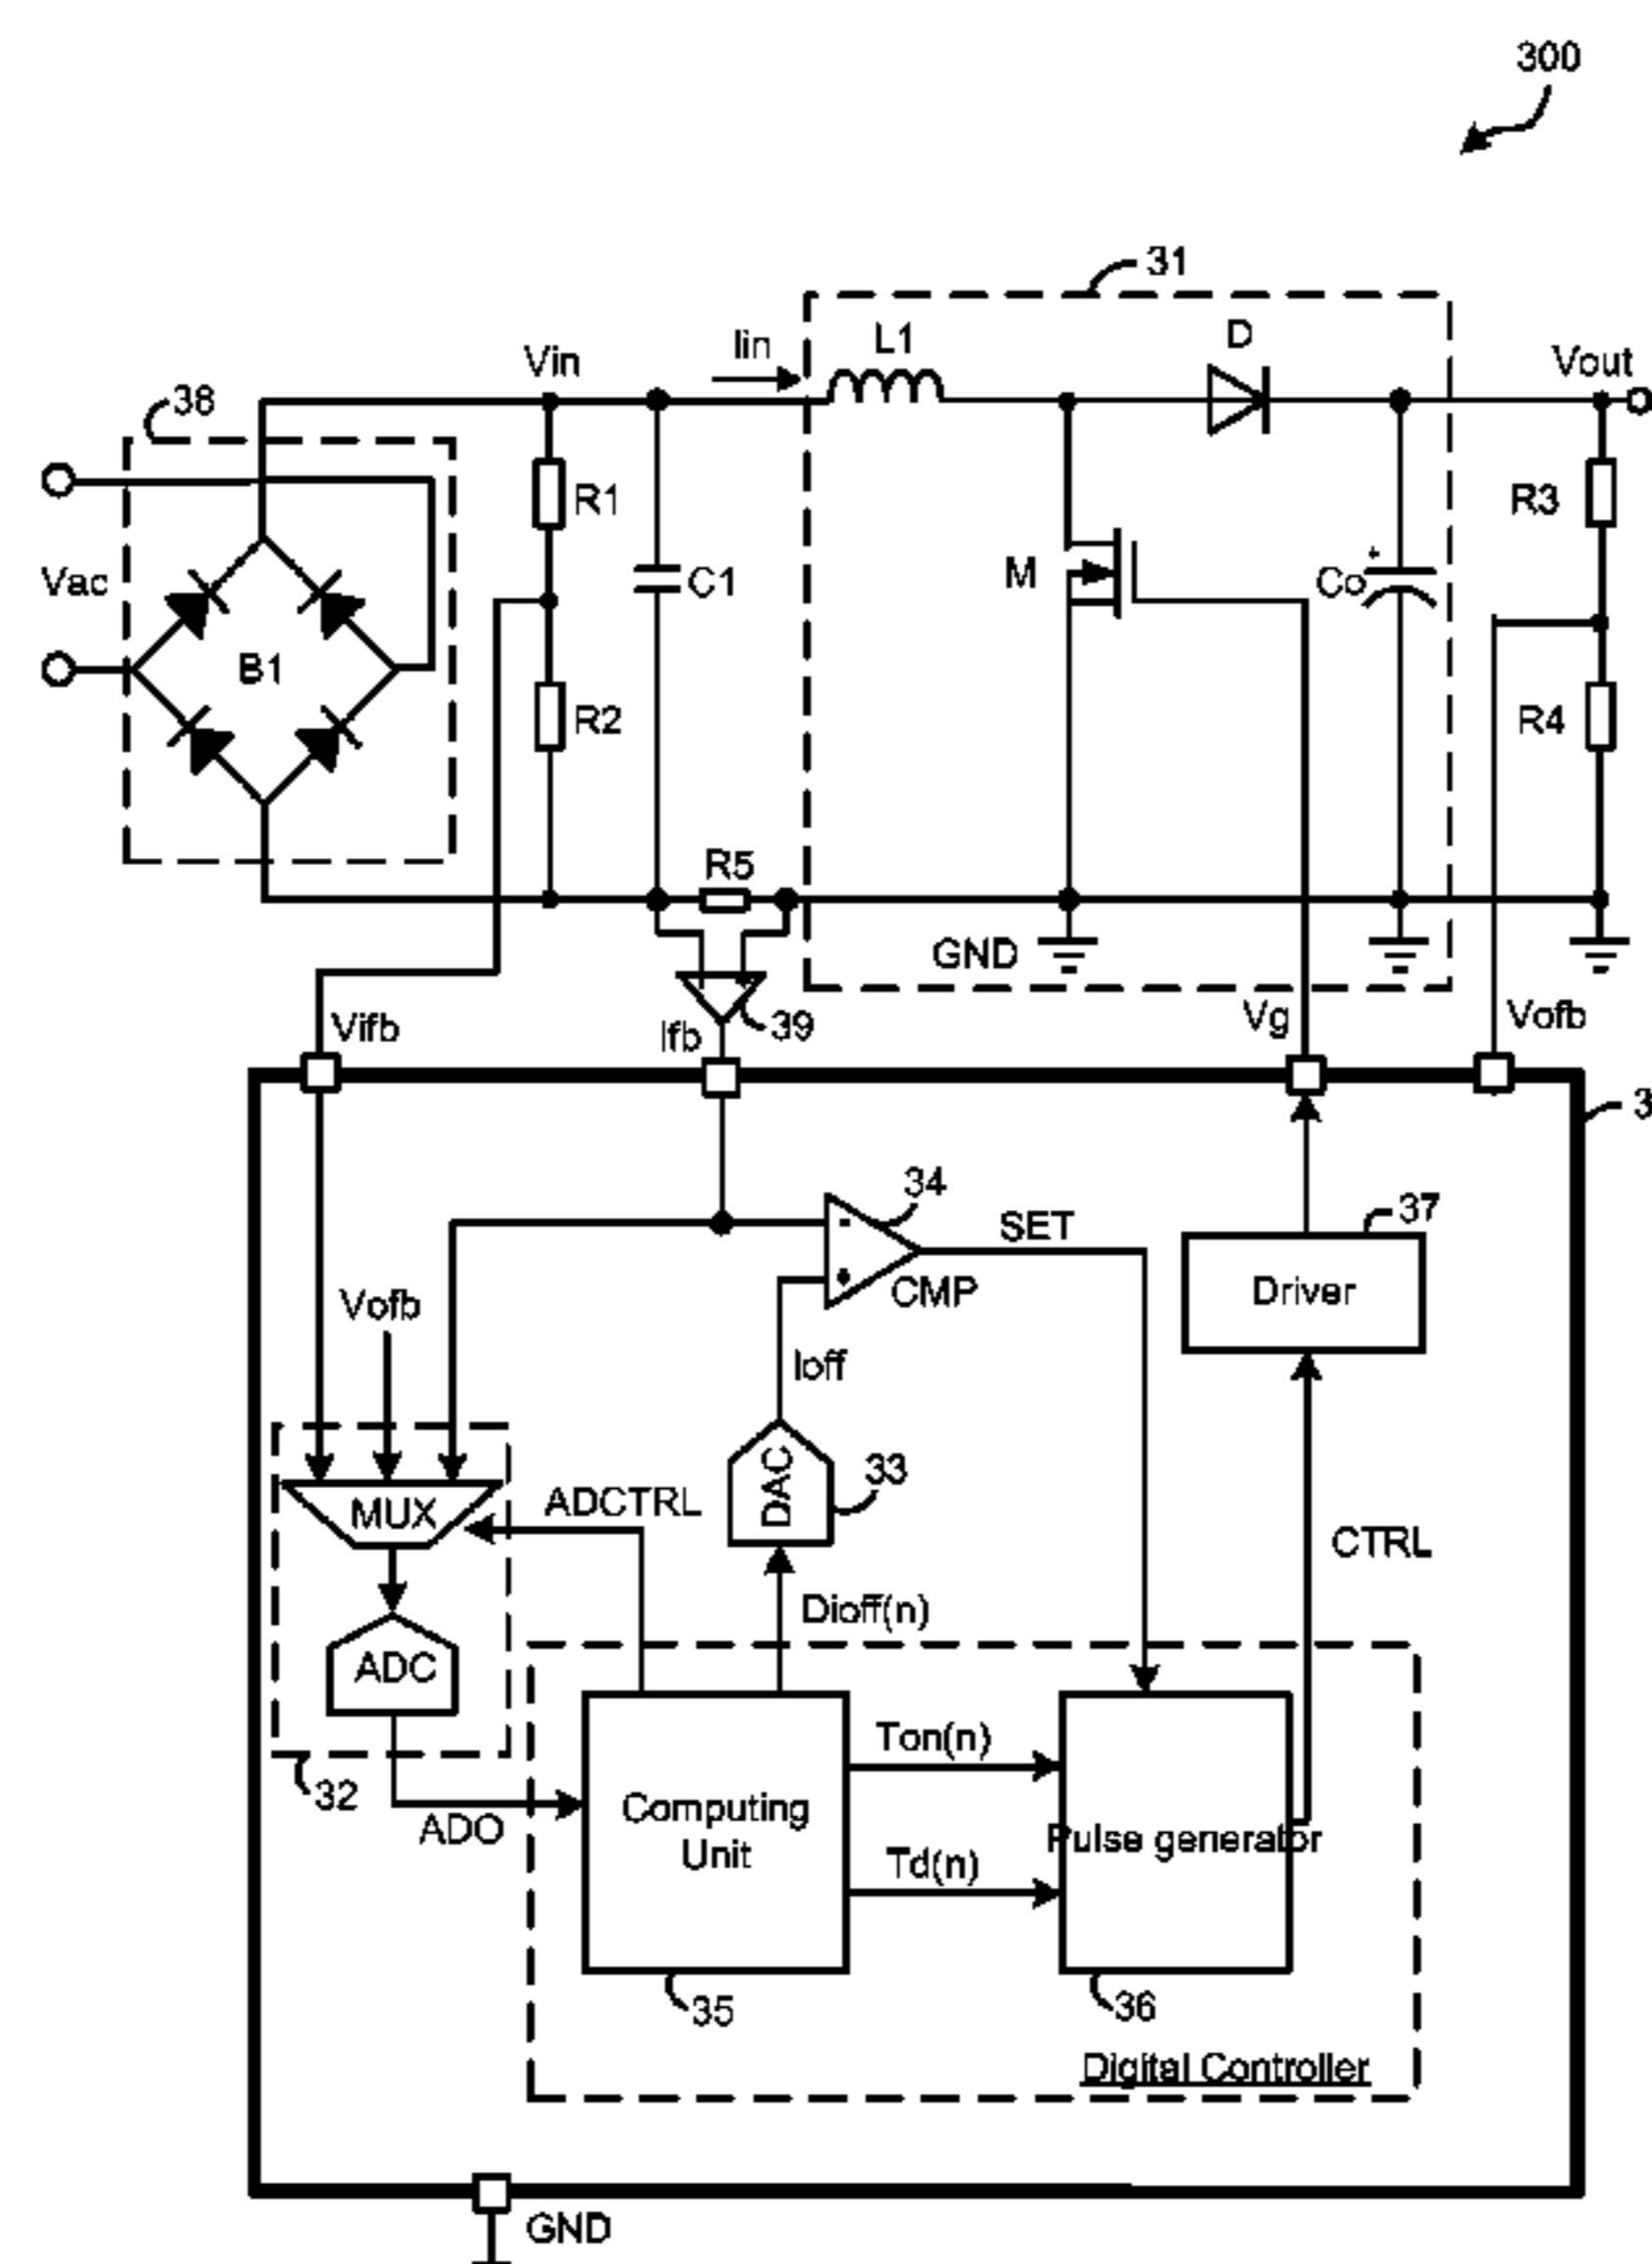 300
31
Iin
L1
D
Vin
Vout
38
R1
R3
Vac
M
C1
Co
+
B1
R2
R4
R5
GND
39
Vifb
Ifb
Vg
Vofb
3
34
SET
37
-
+
CMP
Driver
Vofb
Ioff
DAC
33
MUX
ADCTRL
CTRL
Dioff(n)
ADC
Ton(n)
32
ADO
Computing
Unit
Pulse generator
Td(n)
35
36
Digital Controller
GND